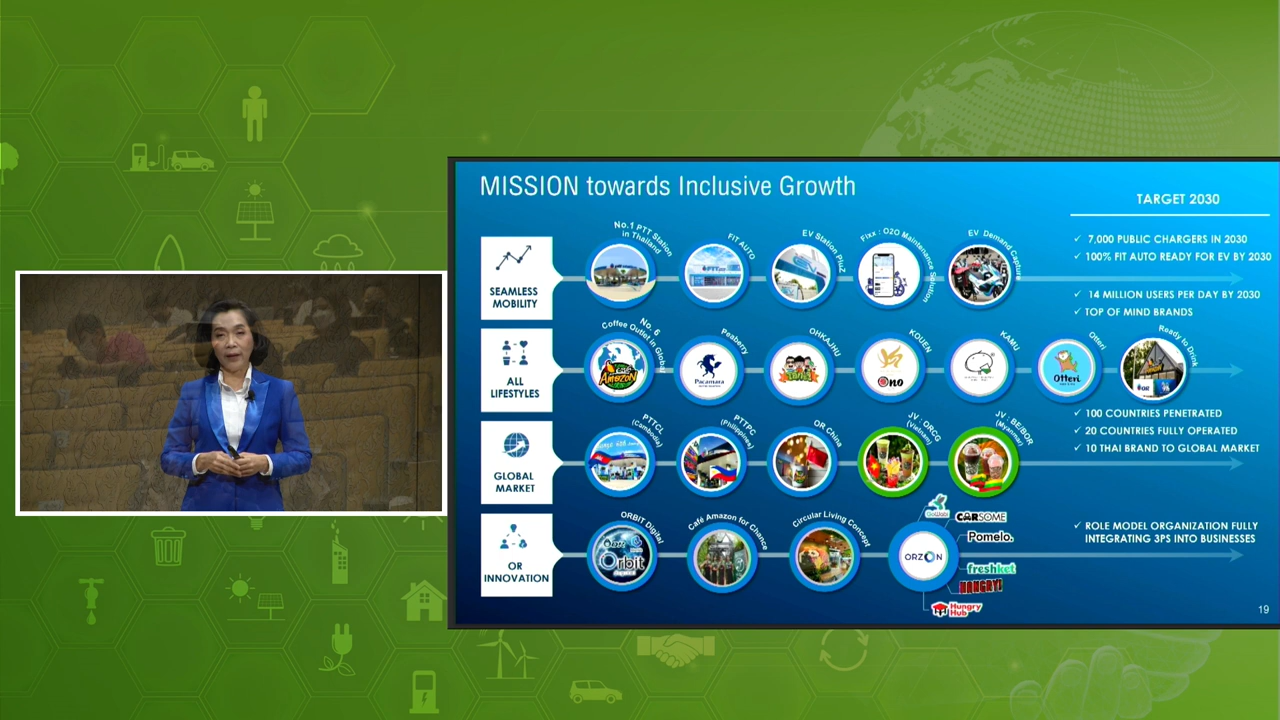 MISSION towards Inclusive Growth
TARGET 2030
SEAMLESS
MOBILITY
No.1 PTT Station
in Thailand
FIT AUTO
EV Station PluZ
Fixx : O2O Maintenance Solution
EV Demand Capture
✓ 7,000 PUBLIC CHARGERS IN 2030
✓ 100% FIT AUTO READY FOR EV BY 2030
ALL
LIFESTYLES
No. 6
Coffee Outlet in Global
Amazon
Peaberry
Pacamara
OHKAJHU
KOUEN
Ono
KAMU
Otteri
Otteri
Ready to Drink
✓ 14 MILLION USERS PER DAY BY 2030
✓ TOP OF MIND BRANDS
GLOBAL
MARKET
PTTCL
(Cambodia)
PTTPC
(Philippines)
OR China
JV : ORCG
(Vietnam)
JV : BE/BOR
(Myanmar)
✓ 100 COUNTRIES PENETRATED
✓ 20 COUNTRIES FULLY OPERATED
✓ 10 THAI BRAND TO GLOBAL MARKET
OR
INNOVATION
ORBIT Digital
Orbit
Café Amazon for Chance
Circular Living Concept
ORZON
GoWabi
CARSOME
Pomelo.
freshket
HUNGRY!
Hungry
Hub
✓ ROLE MODEL ORGANIZATION FULLY
INTEGRATING 3PS INTO BUSINESSES
19